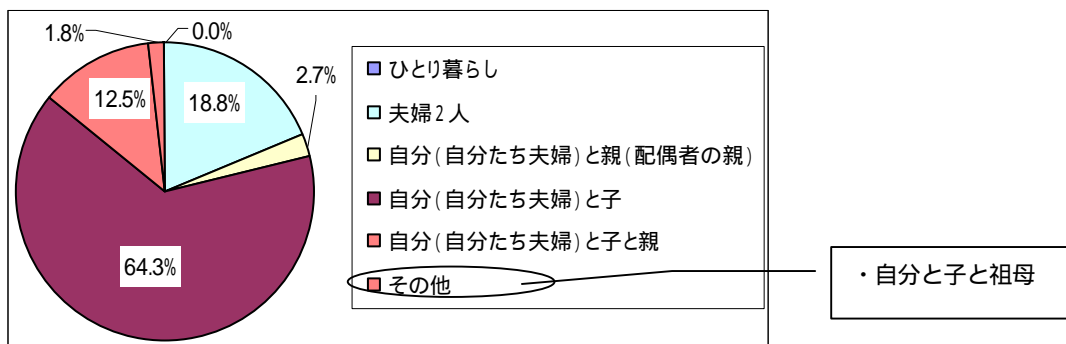 1.8%
0.0%
2.7%
12.5%
18.8%
64.3%
ひとり暮らし
夫婦2人
自分(自分たち夫婦)と親(配偶者の親)
自分(自分たち夫婦)と子
自分(自分たち夫婦)と子と親
その他
・自分と子と祖母